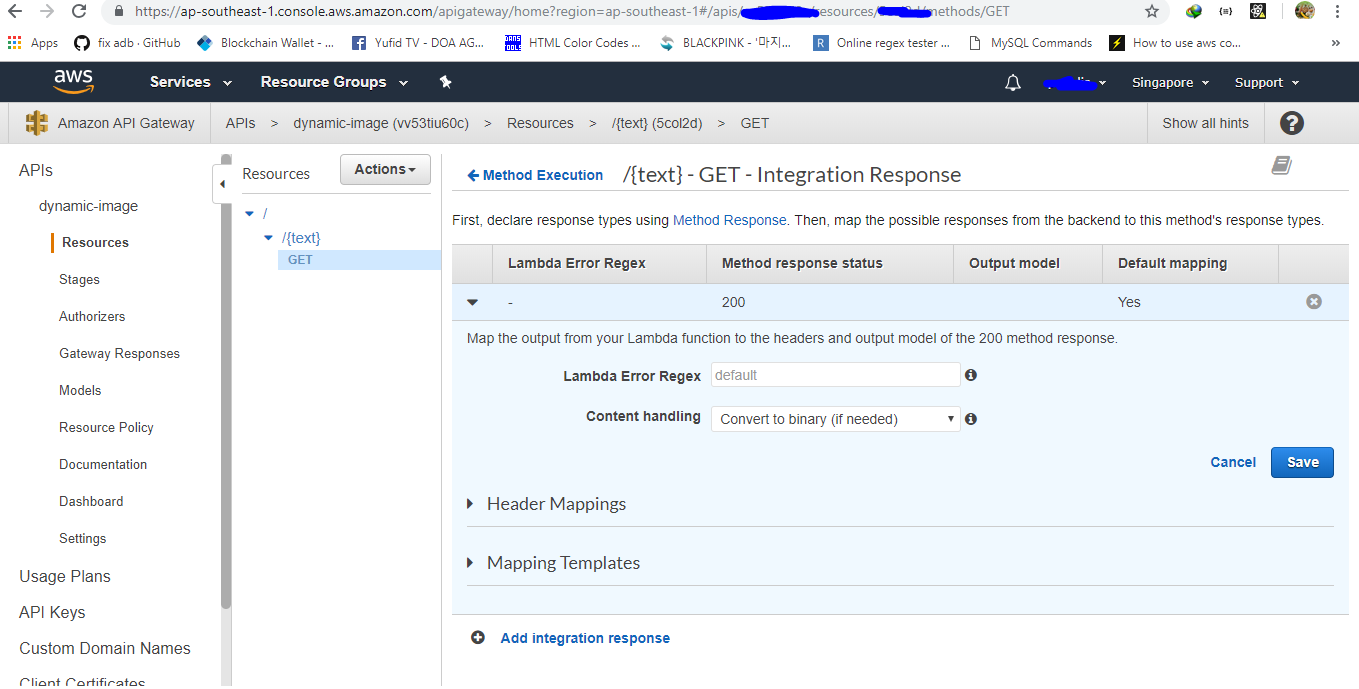 https://ap-southeast-1.console.aws.amazon.com/apigateway/home?region=ap-southeast-1#/apis/ resources/ methods/GET
Apps fix adb · GitHub Blockchain Wallet - ... Yufid TV - DOA AG... HTML Color Codes ... BLACKPINK - '마지... Online regex tester ... MySQL Commands How to use aws co... »
aws Services Resource Groups Singapore Support
Amazon API Gateway APIs > dynamic-image (vv53tiu60c) > Resources > /{text} (5col2d) > GET Show all hints ?
APIs
dynamic-image
Resources
Stages
Authorizers
Gateway Responses
Models
Resource Policy
Documentation
Dashboard
Settings
Usage Plans
API Keys
Custom Domain Names
Client Certificates
Resources Actions
/
/{text}
GET
Method Execution /{text} - GET - Integration Response
First, declare response types using Method Response. Then, map the possible responses from the backend to this method's response types.
Lambda Error Regex Method response status Output model Default mapping
- 200 Yes
Map the output from your Lambda function to the headers and output model of the 200 method response.
Lambda Error Regex default
Content handling Convert to binary (if needed)
Cancel Save
Header Mappings
Mapping Templates
Add integration response